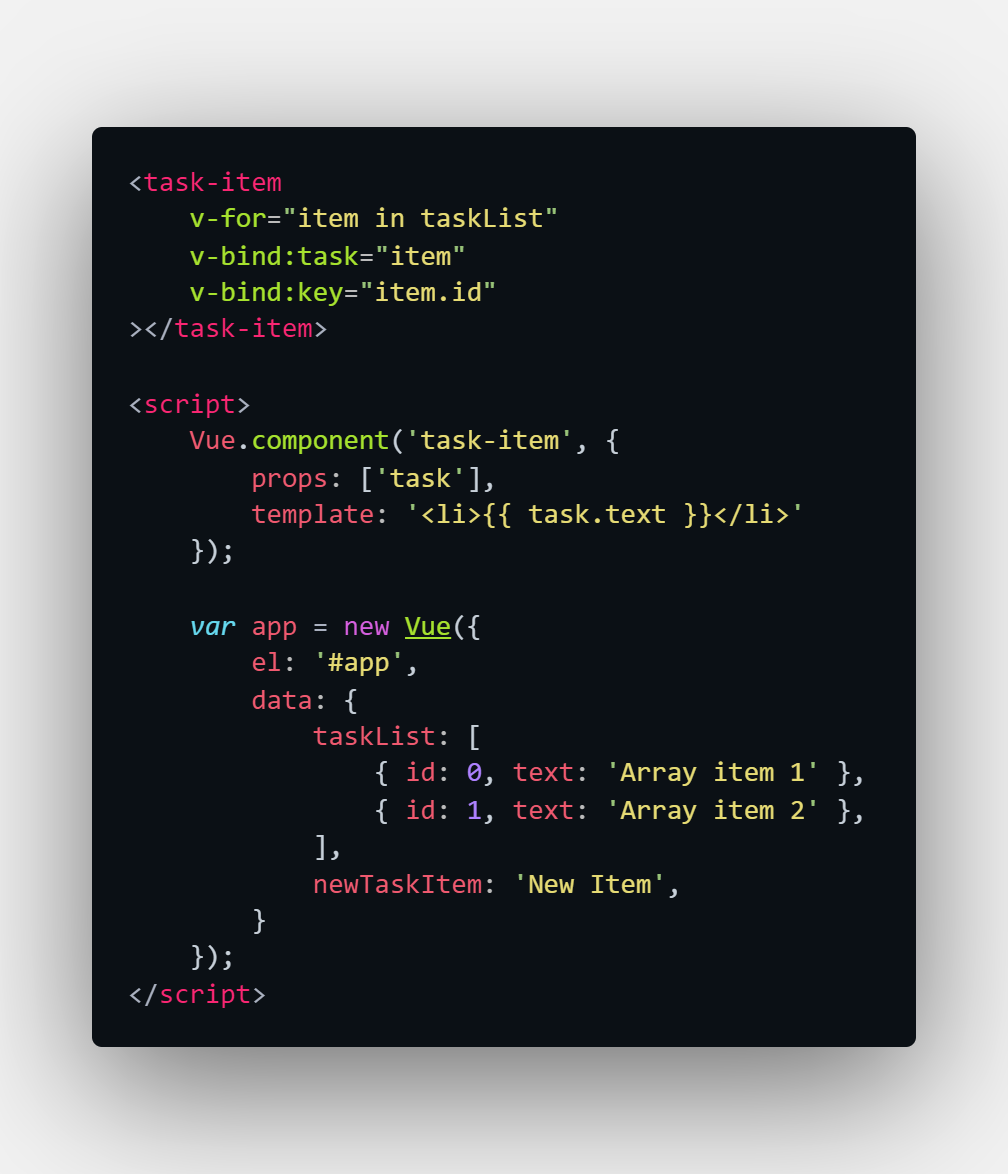 <task-item
    v-for="item in taskList"
    v-bind:task="item"
    v-bind:key="item.id"
></task-item>

<script>
    Vue.component('task-item', {
        props: ['task'],
        template: '<li>{{ task.text }}</li>'
    });

    var app = new Vue({
        el: '#app',
        data: {
            taskList: [
                { id: 0, text: 'Array item 1' },
                { id: 1, text: 'Array item 2' },
            ],
            newTaskItem: 'New Item',
        }
    });
</script>